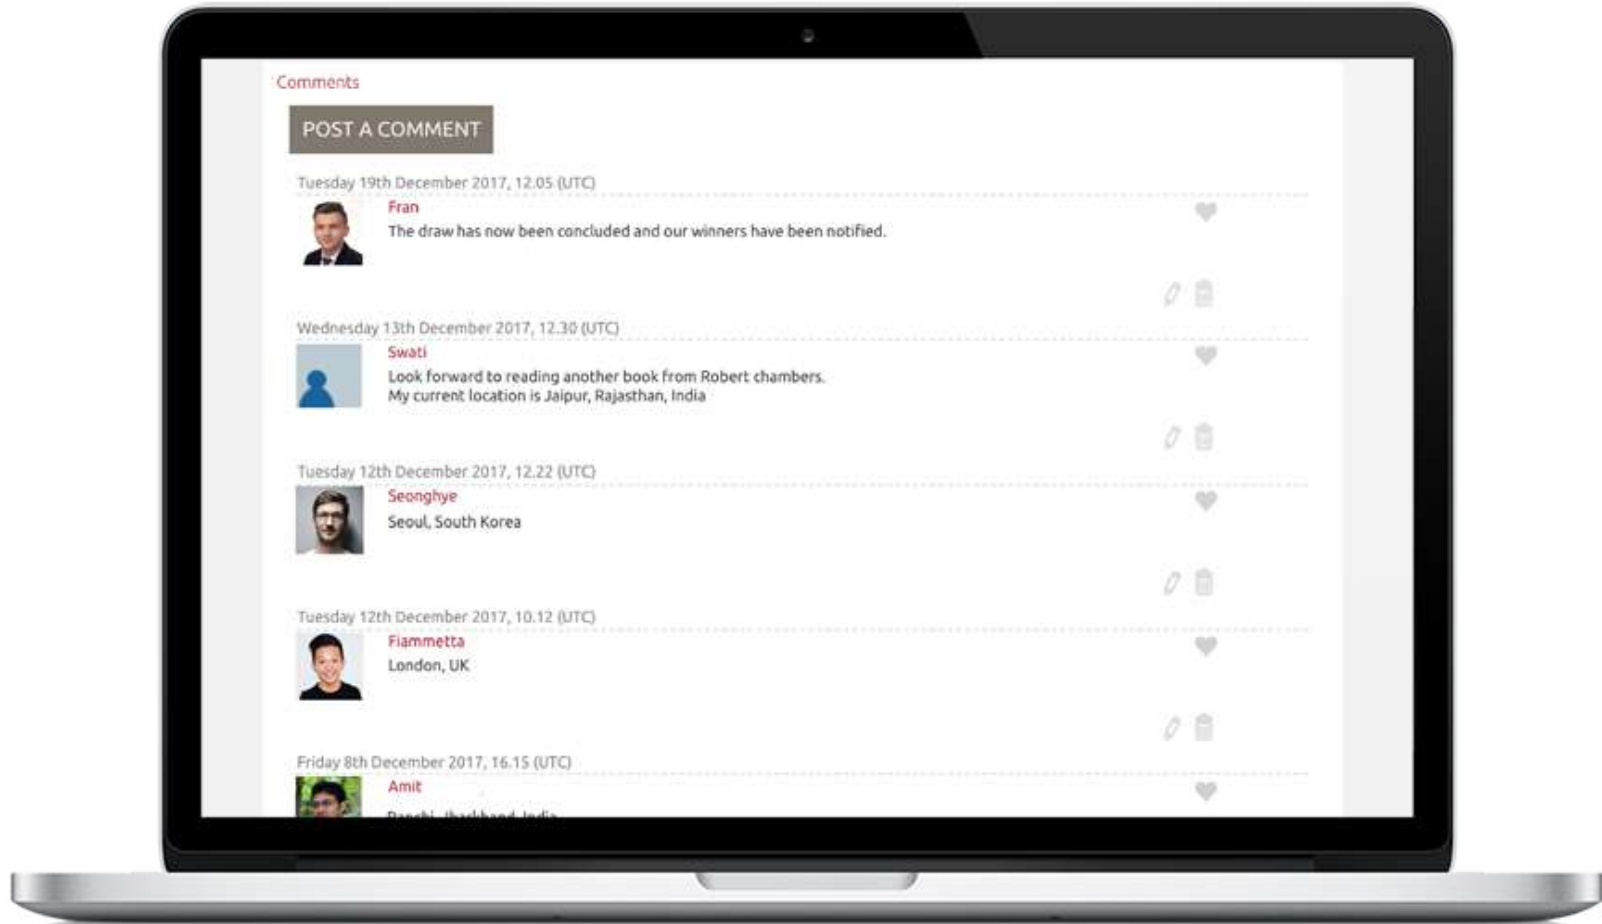 Comments
POST A COMMENT
Tuesday 19th December 2017, 12.05 (UTC)
Fran
The draw has now been concluded and our winners have been notified.
Wednesday 13th December 2017, 12.30 (UTC)
Swati
Look forward to reading another book from Robert chambers.
My current location is Jaipur, Rajasthan, India
Tuesday 12th December 2017, 12.22 (UTC)
Seonghye
Seoul, South Korea
Tuesday 12th December 2017, 10.12 (UTC)
Fiammetta
London, UK
Friday 8th December 2017, 16.15 (UTC)
Amit
Ranchi, Jharkhand, India